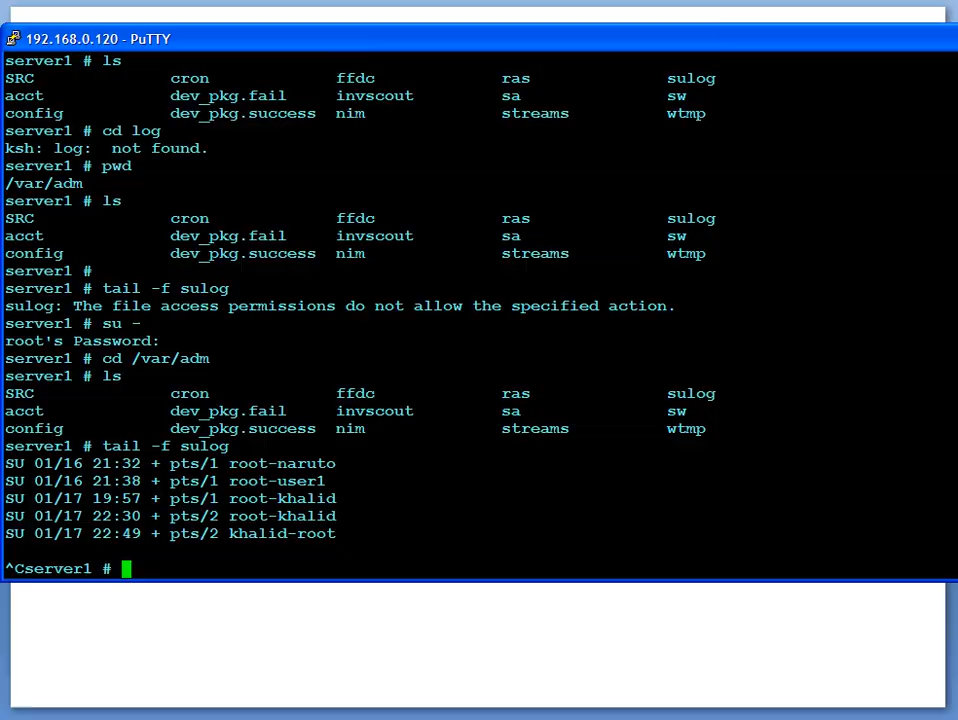 192.168.0.120 - PuTTY
server1 # ls
SRC cron ffdc ras sulog
acct dev_pkg.fail invscout sa sw
config dev_pkg.success nim streams wtmp
server1 # cd log
ksh: log:  not found.
server1 # pwd
/var/adm
server1 # ls
SRC cron ffdc ras sulog
acct dev_pkg.fail invscout sa sw
config dev_pkg.success nim streams wtmp
server1 #
server1 # tail -f sulog
sulog: The file access permissions do not allow the specified action.
server1 # su -
root's Password:
server1 # cd /var/adm
server1 # ls
SRC cron ffdc ras sulog
acct dev_pkg.fail invscout sa sw
config dev_pkg.success nim streams wtmp
server1 # tail -f sulog
SU 01/16 21:32 + pts/1 root-naruto
SU 01/16 21:38 + pts/1 root-user1
SU 01/17 19:57 + pts/1 root-khalid
SU 01/17 22:30 + pts/2 root-khalid
SU 01/17 22:49 + pts/2 khalid-root
^Cserver1 #